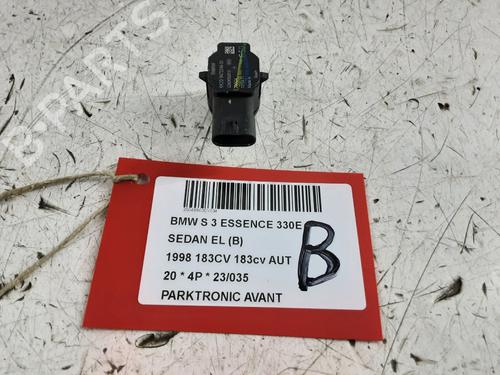 B-PARTS
BMW S 3 ESSENCE 330E
SEDAN EL (B)
1998 183CV 183cv AUT
20 * 4P * 23/035
PARKTRONIC AVANT
B